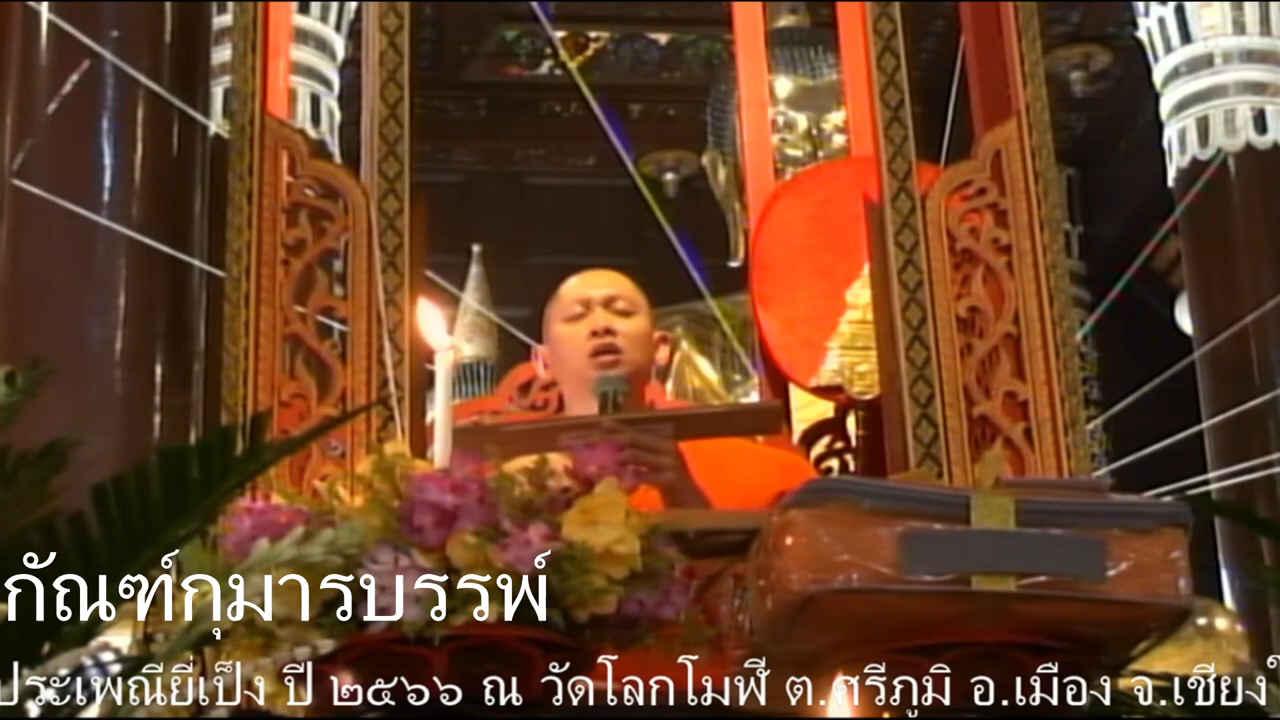 กัณฑ์กุมารบรรพ์
ประเพณียี่เป็ง ปี ๒๕๖๖ ณ วัดโลกโมฬี ต.ศรีภูมิ อ.เมือง จ.เชียงใ